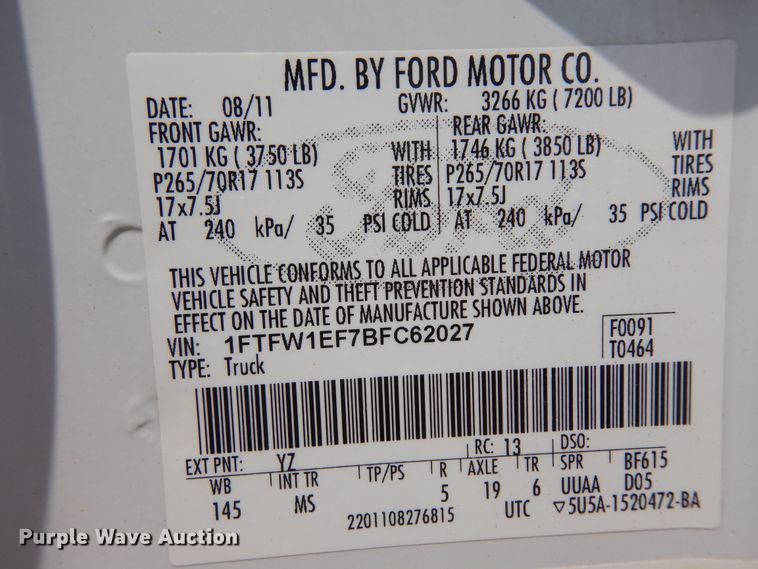 MFD. BY FORD MOTOR CO.
DATE: 08/11 GVWR: 3266 KG ( 7200 LB)
FRONT GAWR: REAR GAWR:
1701 KG ( 3750 LB) WITH 1746 KG ( 3850 LB) WITH
P265/70R17 113S TIRES P265/70R17 113S TIRES
17x7.5J RIMS 17x7.5J RIMS
AT 240 kPa/ 35 PSI COLD AT 240 kPa/ 35 PSI COLD
Ford
THIS VEHICLE CONFORMS TO ALL APPLICABLE FEDERAL MOTOR
VEHICLE SAFETY AND THEFT PREVENTION STANDARDS IN
EFFECT ON THE DATE OF MANUFACTURE SHOWN ABOVE.
VIN: 1FTFW1EF7BFC62027 F0091
TYPE: Truck T0464
EXT PNT: YZ RC: 13 DSO:
WB INT TR TP/PS R AXLE TR SPR BF615
145 MS 5 19 6 UUAA D05
2201108276815 UTC ▽5U5A-1520472-BA
Purple Wave Auction